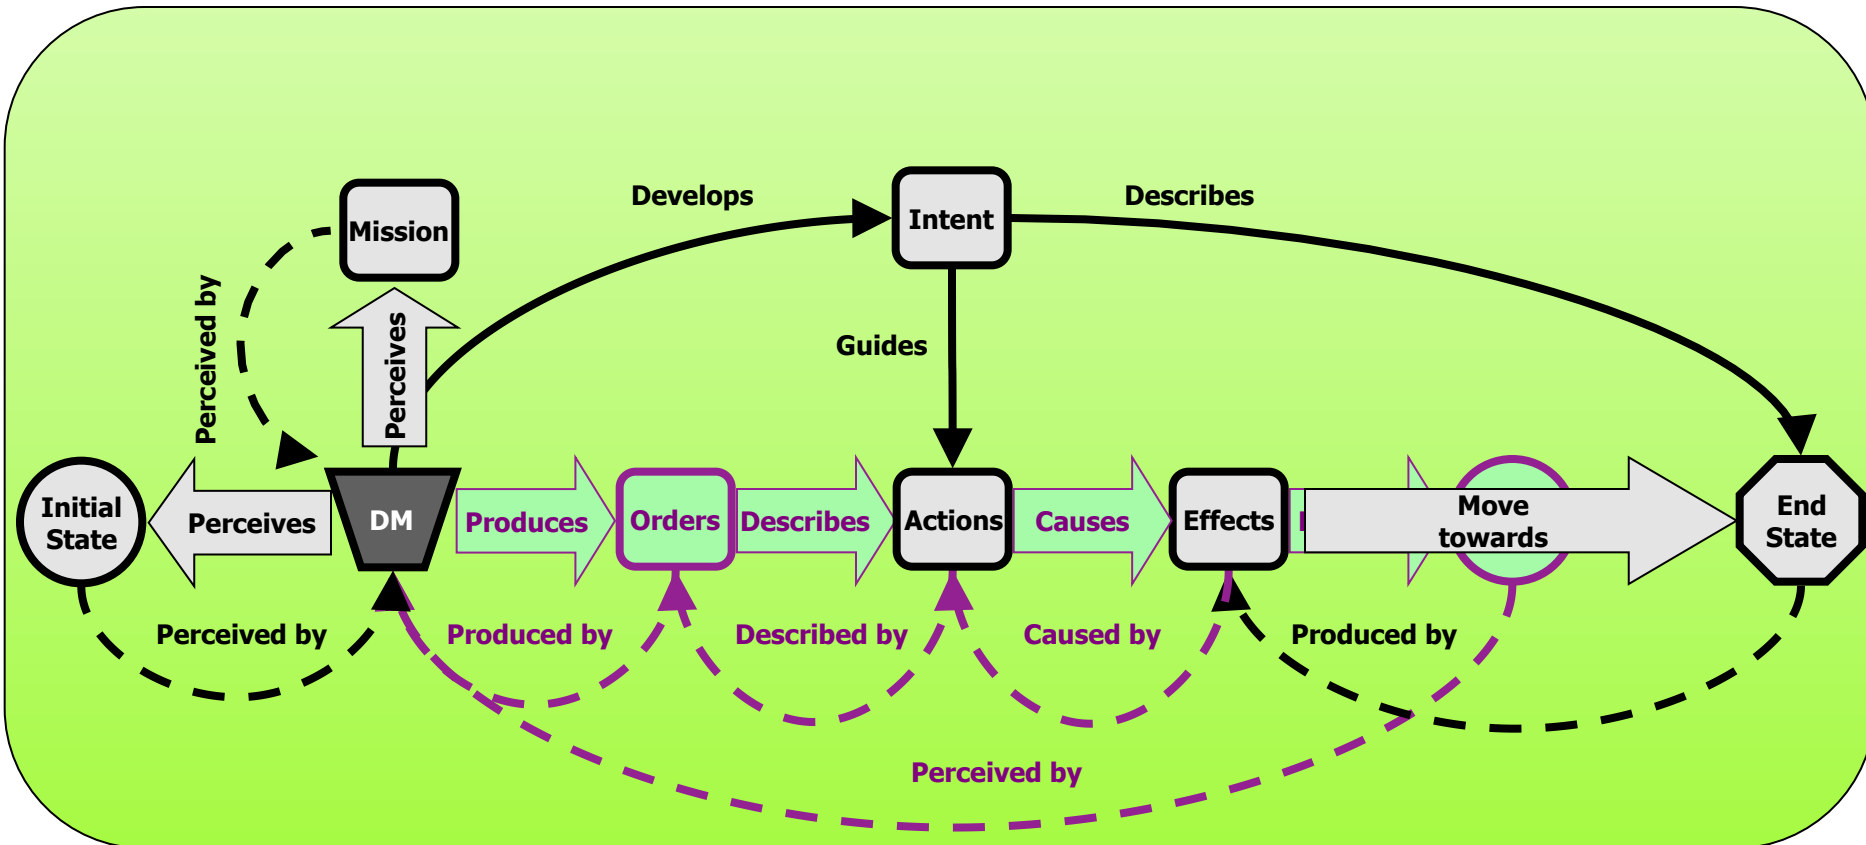 Develops
Describes
Intent
Mission
Perceived by
Perceives
Guides
Initial
State
Perceives
DM
Produces
Orders
Describes
Actions
Causes
Effects
Move
towards
End
State
Perceived by
Produced by
Described by
Caused by
Produced by
Perceived by